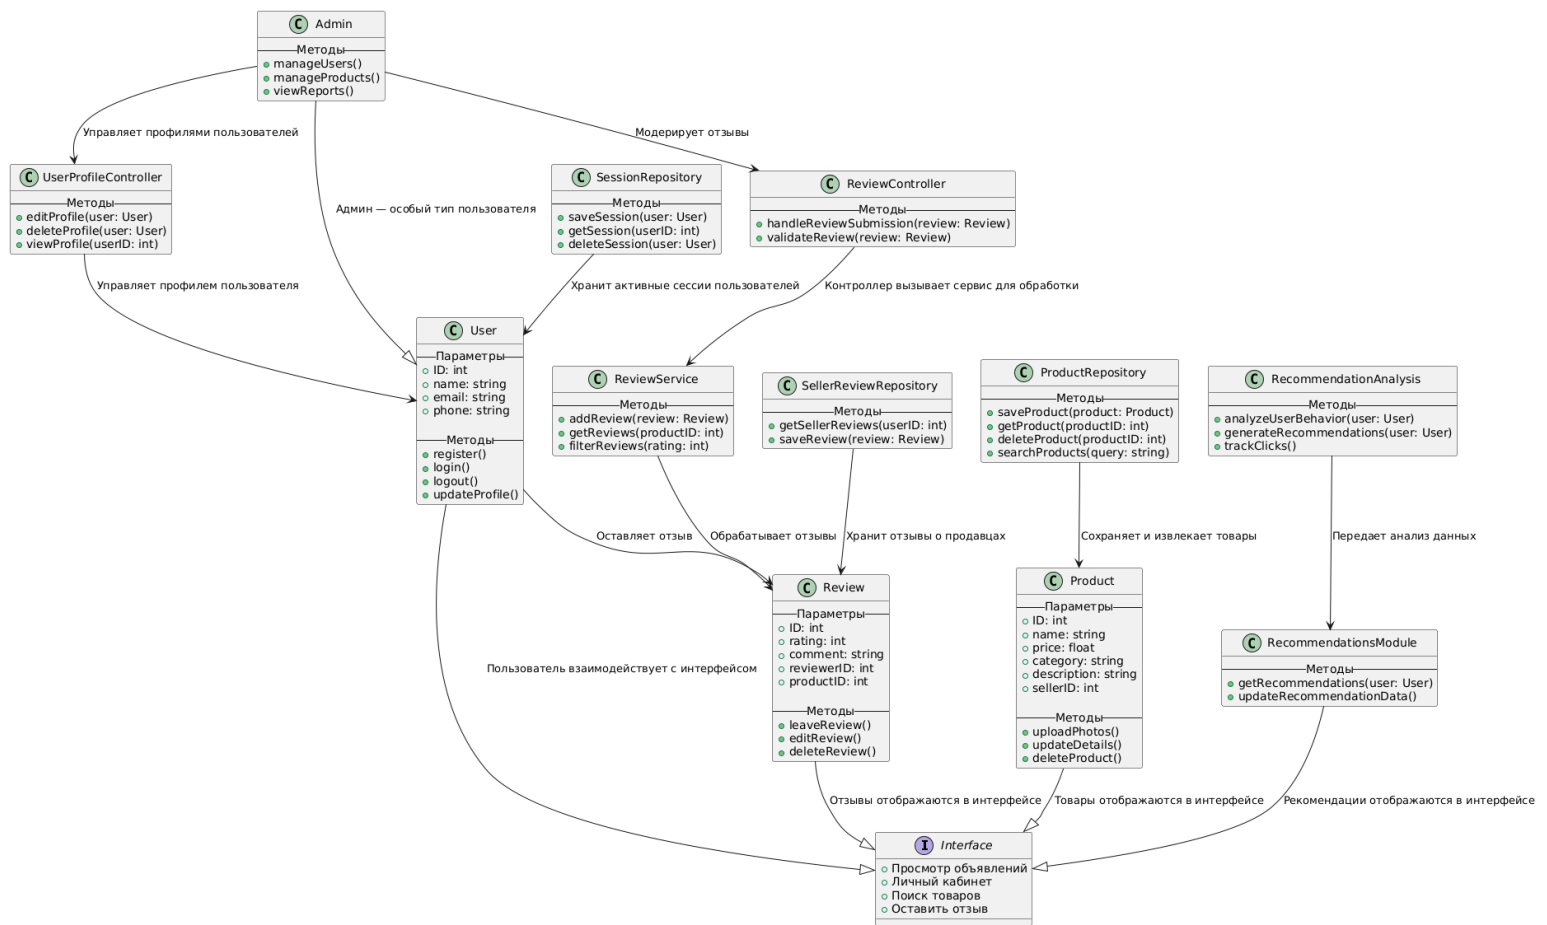 C Admin
Методы
manageUsers()
manageProducts()
viewReports()
Управляет профилями пользователей
Модерирует отзывы
C UserProfileController
Методы
editProfile(user: User)
deleteProfile(user: User)
viewProfile(userID: int)
Админ — особый тип пользователя
C SessionRepository
Методы
saveSession(user: User)
getSession(userID: int)
deleteSession(user: User)
C ReviewController
Методы
handleReviewSubmission(review: Review)
validateReview(review: Review)
Управляет профилем пользователя
Хранит активные сессии пользователей
Контроллер вызывает сервис для обработки
C User
Параметры
ID: int
name: string
email: string
phone: string
Методы
register()
login()
logout()
updateProfile()
C ReviewService
Методы
addReview(review: Review)
getReviews(productID: int)
filterReviews(rating: int)
C SellerReviewRepository
Методы
getSellerReviews(userID: int)
saveReview(review: Review)
C ProductRepository
Методы
saveProduct(product: Product)
getProduct(productID: int)
deleteProduct(productID: int)
searchProducts(query: string)
C RecommendationAnalysis
Методы
analyzeUserBehavior(user: User)
generateRecommendations(user: User)
trackClicks()
Оставляет отзыв
Обрабатывает отзывы
Хранит отзывы о продавцах
Сохраняет и извлекает товары
Передает анализ данных
Пользователь взаимодействует с интерфейсом
C Review
Параметры
ID: int
rating: int
comment: string
reviewerID: int
productID: int
Методы
leaveReview()
editReview()
deleteReview()
C Product
Параметры
ID: int
name: string
price: float
category: string
description: string
sellerID: int
Методы
uploadPhotos()
updateDetails()
deleteProduct()
C RecommendationsModule
Методы
getRecommendations(user: User)
updateRecommendationData()
Отзывы отображаются в интерфейсе
Товары отображаются в интерфейсе
Рекомендации отображаются в интерфейсе
I Interface
Просмотр объявлений
Личный кабинет
Поиск товаров
Оставить отзыв